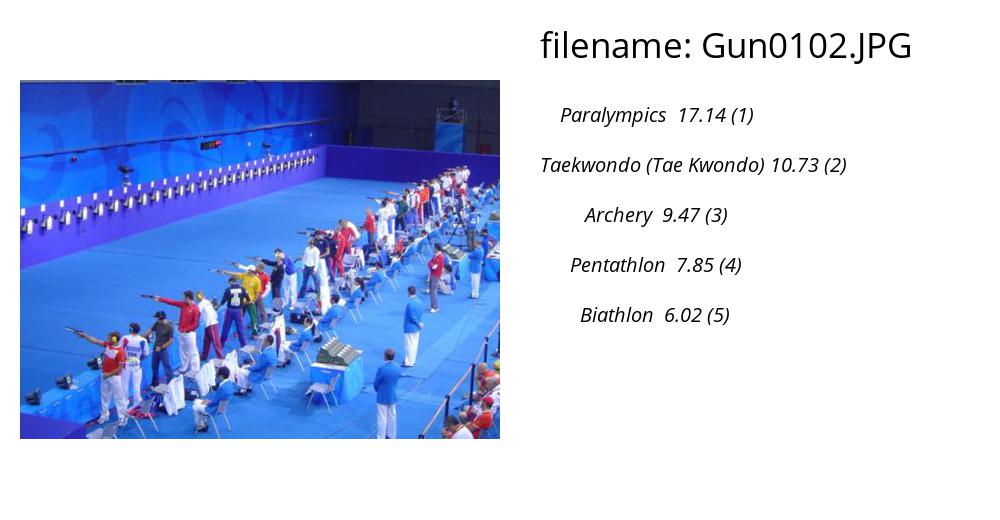 filename: Gun0102.JPG
Paralympics 17.14 (1)
Taekwondo (Tae Kwondo) 10.73 (2)
Archery 9.47 (3)
Pentathlon 7.85 (4)
Biathlon 6.02 (5)